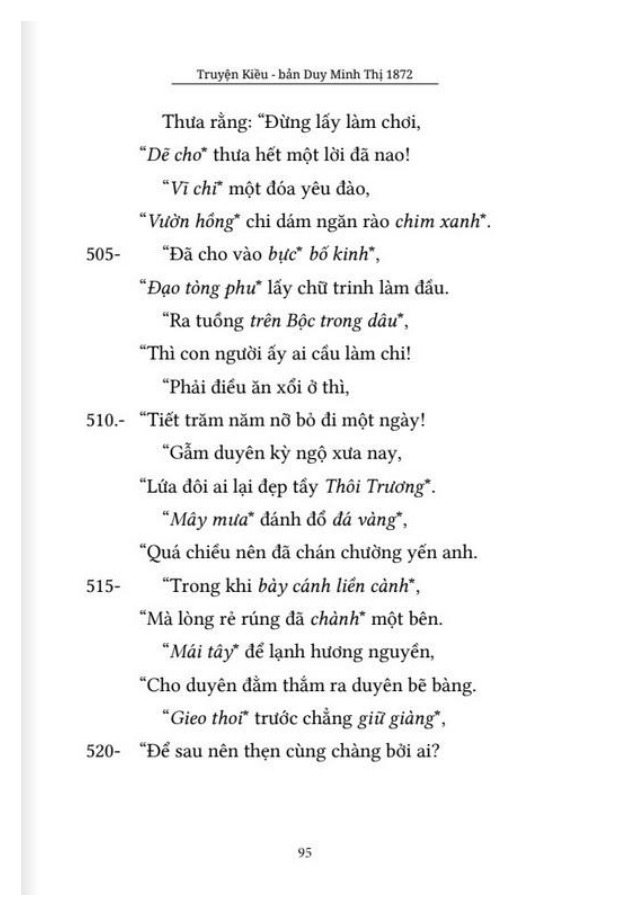 Truyện Kiều - bản Duy Minh Thị 1872
Thưa rằng: “Đừng lấy làm chơi,
“Dẽ cho* thưa hết một lời đã nao!
“Vĩ chi* một đóa yêu đào,
“Vườn hồng* chi dám ngăn rào chim xanh*.
505- “Đã cho vào bực* bố kinh*,
“Đạo tòng phu* lấy chữ trinh làm đầu.
“Ra tuồng trên Bộc trong dâu*,
“Thì con người ấy ai cầu làm chi!
“Phải điều ăn xổi ở thì,
510.- “Tiết trăm năm nỡ bỏ đi một ngày!
“Gẫm duyên kỳ ngộ xưa nay,
“Lứa đôi ai lại đẹp tầy Thôi Trương*.
“Mây mưa* đánh đổ đá vàng*,
“Quá chiều nên đã chán chường yến anh.
515- “Trong khi bày cánh liền cành*,
“Mà lòng rẻ rúng đã chành* một bên.
“Mái tây* để lạnh hương nguyền,
“Cho duyên đằm thắm ra duyên bẽ bàng.
“Gieo thoi* trước chẳng giữ giàng*,
520- “Để sau nên thẹn cùng chàng bởi ai?
95